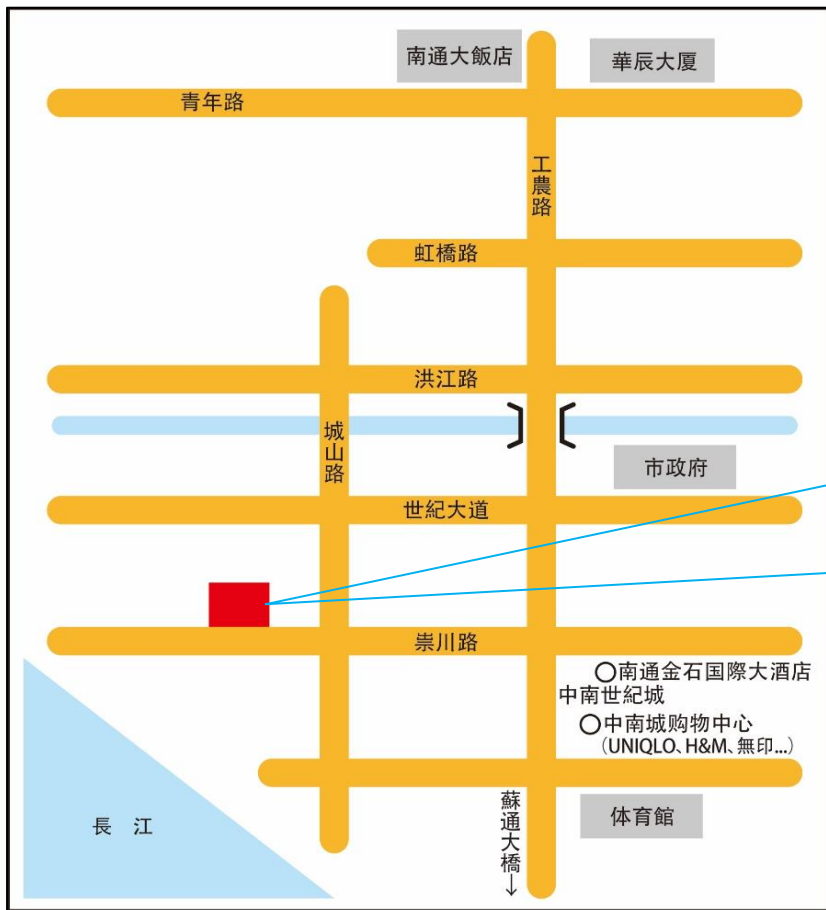 南通大飯店
華辰大厦
青年路
工農路
虹橋路
洪江路
城山路
市政府
世紀大道
崇川路
○南通金石国際大酒店
中南世紀城
○中南城购物中心
(UNIQLO、H&M、無印...)
蘇通大橋→
体育館
長 江